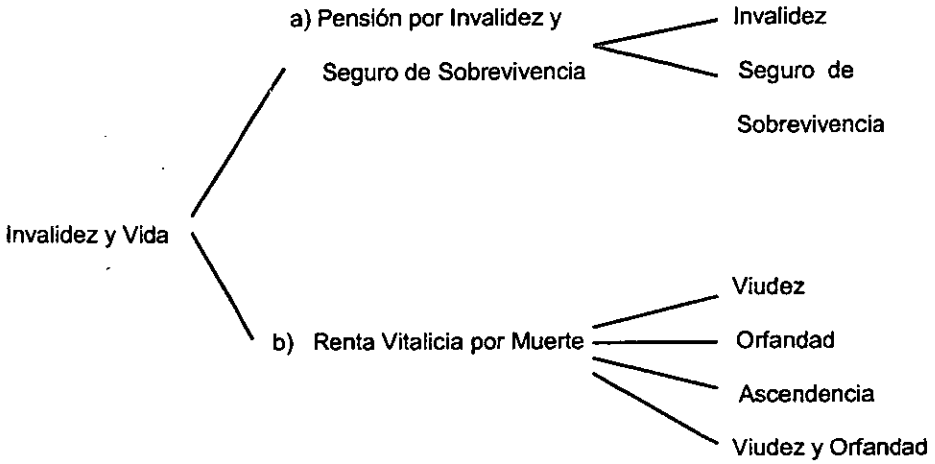 a) Pensión por Invalidez y
Seguro de Sobrevivencia
Invalidez
Seguro de
Sobrevivencia
Invalidez y Vida
b) Renta Vitalicia por Muerte
Viudez
Orfandad
Ascendencia
Viudez y Orfandad